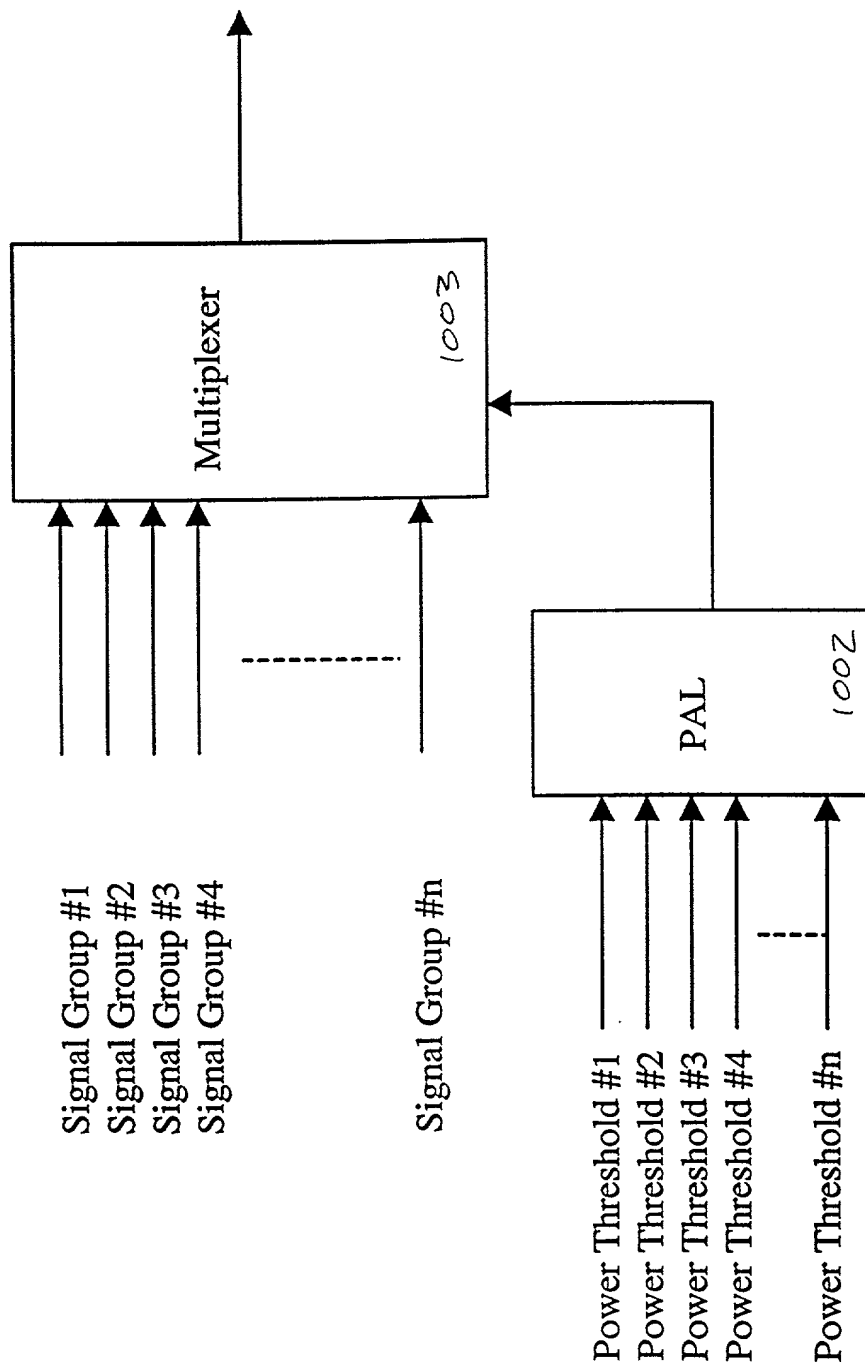 Signal Group #1
Signal Group #2
Signal Group #3
Signal Group #4
Signal Group #n
Multiplexer
1003
Power Threshold #1
Power Threshold #2
Power Threshold #3
Power Threshold #4
Power Threshold #n
PAL
1002